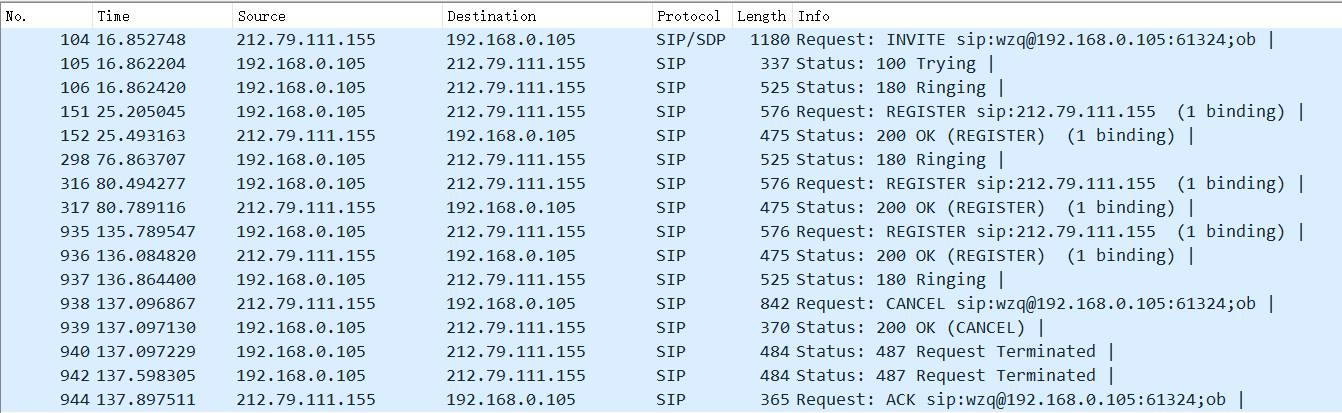 No. Time Source Destination Protocol Length Info
104 16.852748 212.79.111.155 192.168.0.105 SIP/SDP 1180 Request: INVITE sip:wzq@192.168.0.105:61324;ob |
105 16.862204 192.168.0.105 212.79.111.155 SIP 337 Status: 100 Trying |
106 16.862420 192.168.0.105 212.79.111.155 SIP 525 Status: 180 Ringing |
151 25.205045 192.168.0.105 212.79.111.155 SIP 576 Request: REGISTER sip:212.79.111.155 (1 binding) |
152 25.493163 212.79.111.155 192.168.0.105 SIP 475 Status: 200 OK (REGISTER) (1 binding) |
298 76.863707 192.168.0.105 212.79.111.155 SIP 525 Status: 180 Ringing |
316 80.494277 192.168.0.105 212.79.111.155 SIP 576 Request: REGISTER sip:212.79.111.155 (1 binding) |
317 80.789116 212.79.111.155 192.168.0.105 SIP 475 Status: 200 OK (REGISTER) (1 binding) |
935 135.789547 192.168.0.105 212.79.111.155 SIP 576 Request: REGISTER sip:212.79.111.155 (1 binding) |
936 136.084820 212.79.111.155 192.168.0.105 SIP 475 Status: 200 OK (REGISTER) (1 binding) |
937 136.864400 192.168.0.105 212.79.111.155 SIP 525 Status: 180 Ringing |
938 137.096867 212.79.111.155 192.168.0.105 SIP 842 Request: CANCEL sip:wzq@192.168.0.105:61324;ob |
939 137.097130 192.168.0.105 212.79.111.155 SIP 370 Status: 200 OK (CANCEL) |
940 137.097229 192.168.0.105 212.79.111.155 SIP 484 Status: 487 Request Terminated |
942 137.598305 192.168.0.105 212.79.111.155 SIP 484 Status: 487 Request Terminated |
944 137.897511 212.79.111.155 192.168.0.105 SIP 365 Request: ACK sip:wzq@192.168.0.105:61324;ob |